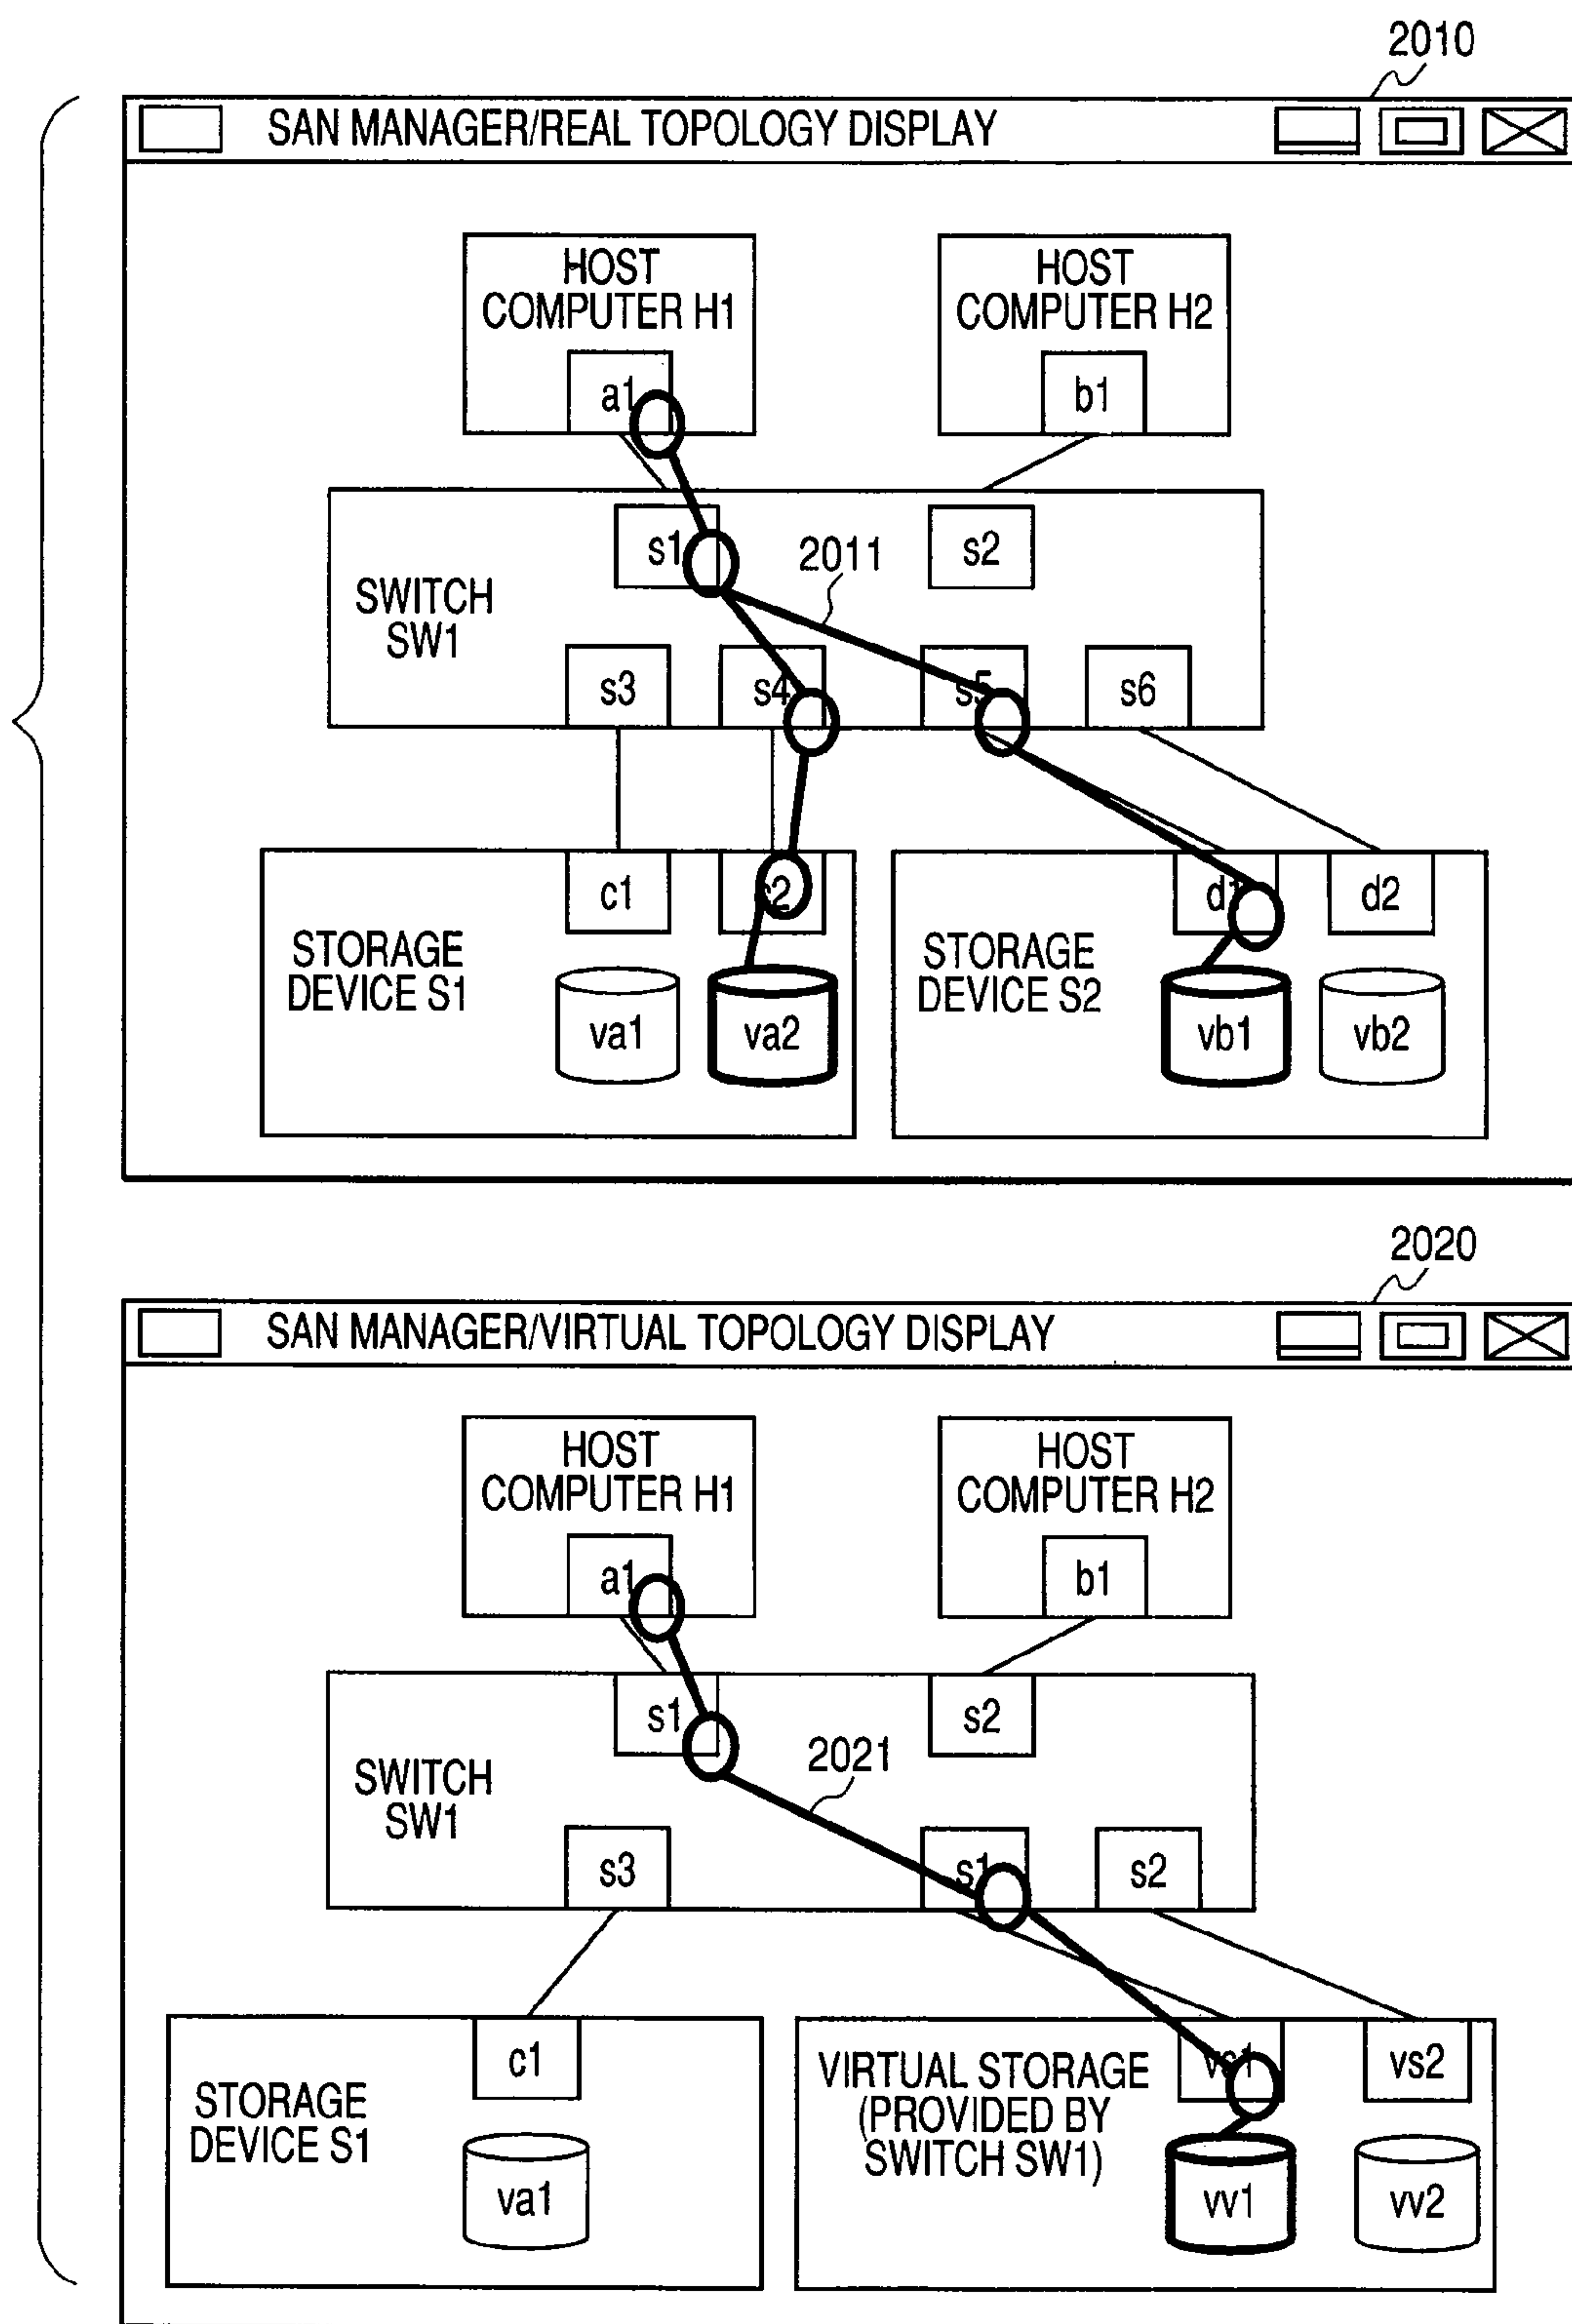 2010
SAN MANAGER/REAL TOPOLOGY DISPLAY
HOST
COMPUTER H1
a1
HOST
COMPUTER H2
b1
s1
2011
s2
SWITCH
SW1
s3
s4
s5
s6
c1
d1
d2
STORAGE
DEVICE S1
va1
va2
STORAGE
DEVICE S2
vb1
vb2
2020
SAN MANAGER/VIRTUAL TOPOLOGY DISPLAY
HOST
COMPUTER H1
a1
HOST
COMPUTER H2
b1
s1
2021
s2
SWITCH
SW1
s3
s1
s2
c1
STORAGE
DEVICE S1
va1
VIRTUAL STORAGE
(PROVIDED BY
SWITCH SW1)
vs1
vs2
vv1
vv2